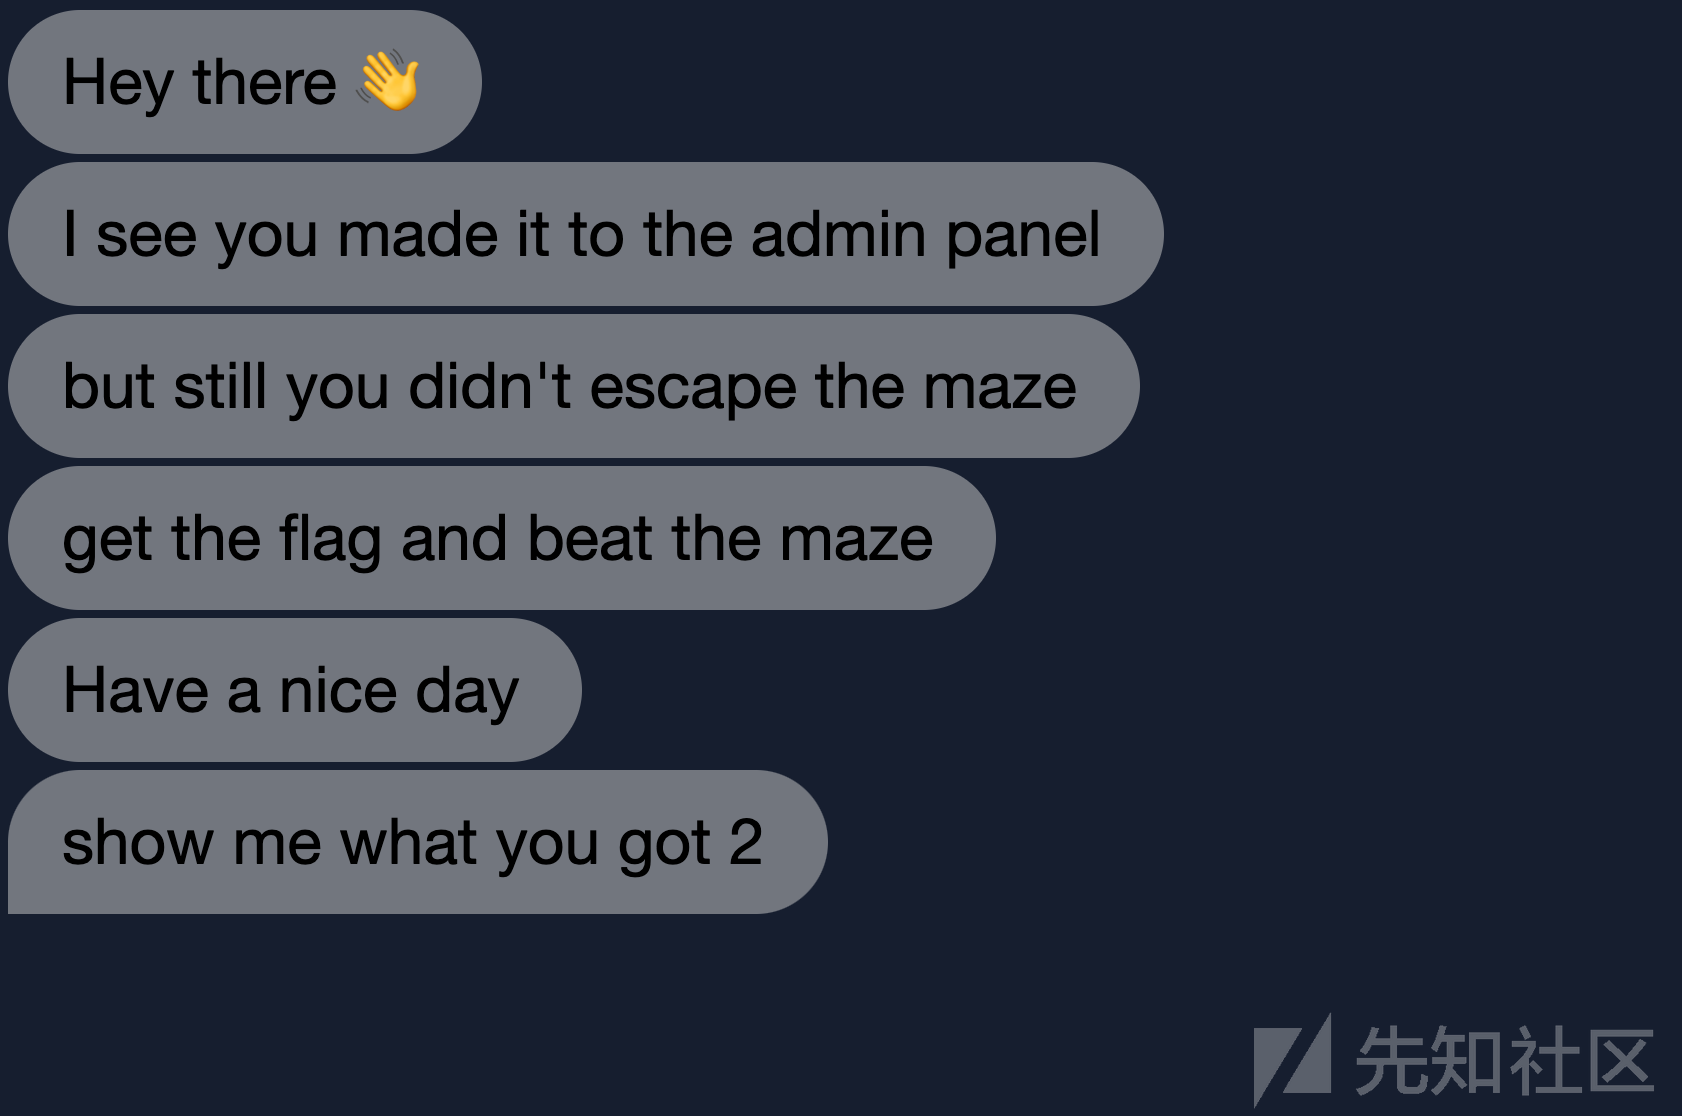 Hey there 👋
I see you made it to the admin panel
but still you didn't escape the maze
get the flag and beat the maze
Have a nice day
show me what you got 2
先知社区